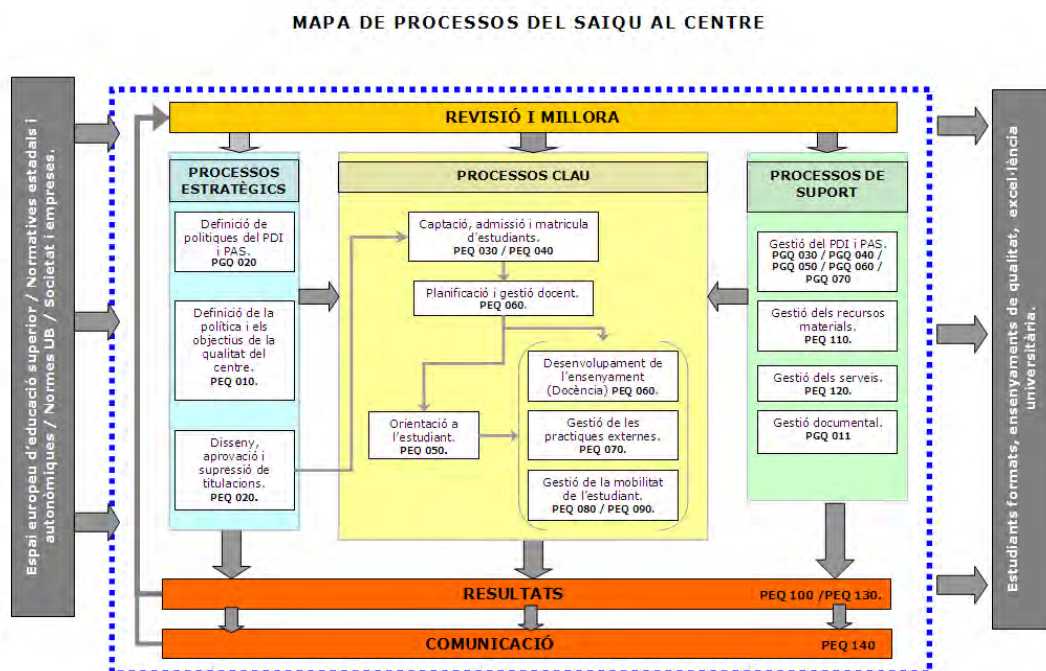 MAPA DE PROCESSOS DEL SAIQU AL CENTRE
Espai europeu d'educació superior / Normatives estadals i
autonòmiques / Normes UB / Societat i empreses.
REVISIÓ I MILLORA
PROCESSOS
ESTRATÈGICS
Definició de
politiques del PDI
i PAS.
PGQ 020
Definició de la
política i els
objectius de la
qualitat del
centre.
PEQ 010.
Disseny,
aprovació i
supressió de
titulacions.
PEQ 020.
PROCESSOS CLAU
Captació, admissió i matricula
d'estudiants.
PEQ 030 / PEQ 040
Planificació i gestió docent.
PEQ 060.
Desenvolupament de
l'ensenyament
(Docència) PEQ 060.
Orientació a
l'estudiant.
PEQ 050.
Gestió de les
practiques externes.
PEQ 070.
Gestió de la mobilitat
de l'estudiant.
PEQ 080 / PEQ 090.
PROCESSOS DE
SUPORT
Gestió del PDI i PAS.
PGQ 030 / PGQ 040 /
PGQ 050 / PGQ 060 /
PGQ 070
Gestió dels recursos
materials.
PEQ 110.
Gestió dels serveis.
PEQ 120.
Gestió documental.
PGQ 011
RESULTATS PEQ 100 /PEQ 130.
COMUNICACIÓ PEQ 140
Estudiants formats, ensenyaments de qualitat, excel·lència
universitària.